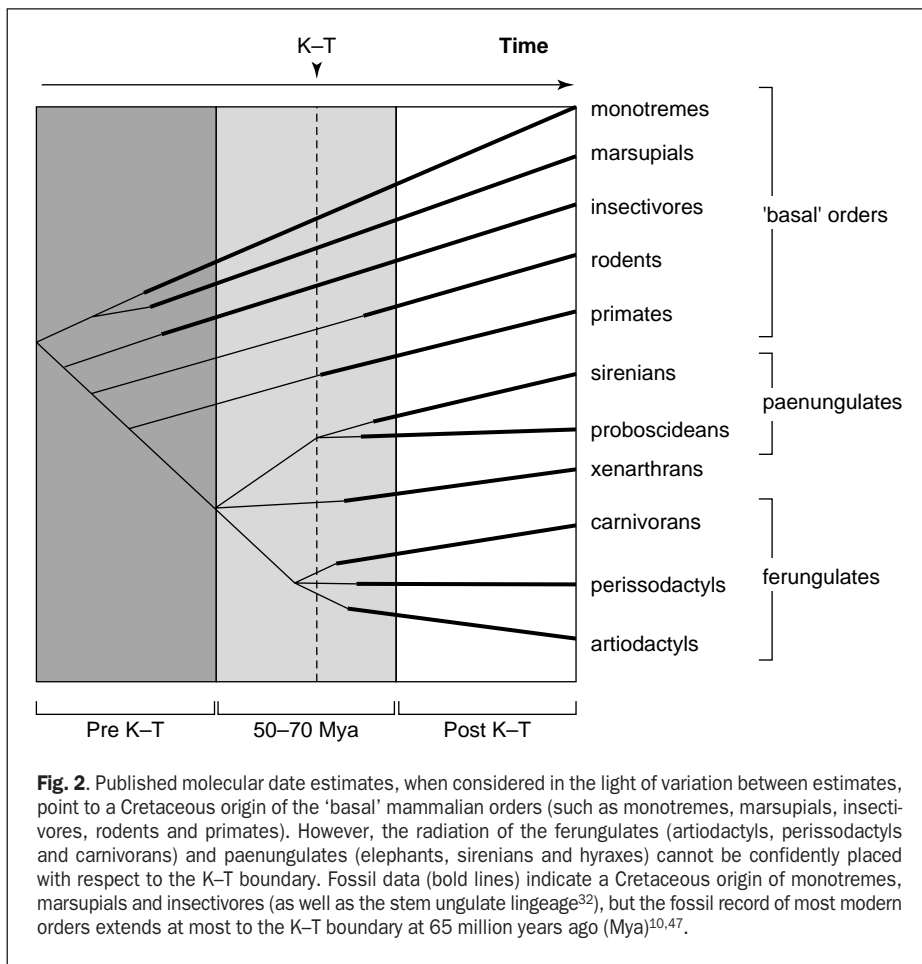 K–T
Time
monotremes
marsupials
insectivores
rodents
primates
'basal' orders
sirenians
proboscideans
paenungulates
xenarthrans
carnivorans
perissodactyls
artiodactyls
ferungulates
Pre K–T
50–70 Mya
Post K–T
Fig. 2. Published molecular date estimates, when considered in the light of variation between estimates,
point to a Cretaceous origin of the ‘basal’ mammalian orders (such as monotremes, marsupials, insecti-
vores, rodents and primates). However, the radiation of the ferungulates (artiodactyls, perissodactyls
and carnivorans) and paenungulates (elephants, sirenians and hyraxes) cannot be confidently placed
with respect to the K–T boundary. Fossil data (bold lines) indicate a Cretaceous origin of monotremes,
marsupials and insectivores (as well as the stem ungulate lingeage32), but the fossil record of most modern
orders extends at most to the K–T boundary at 65 million years ago (Mya)10,47.